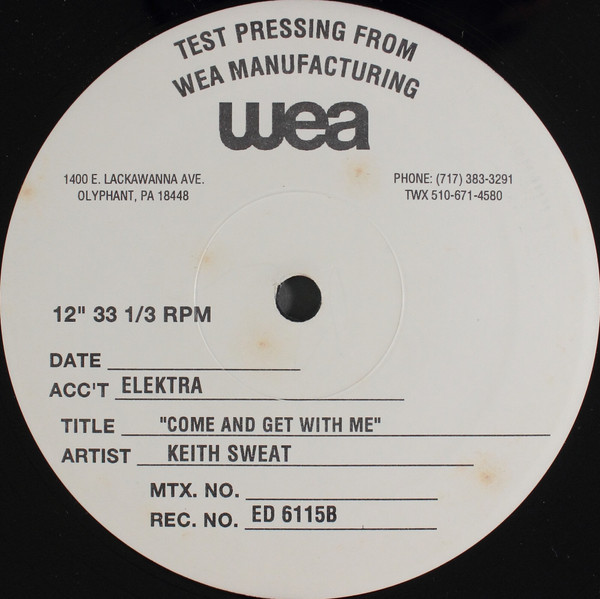 TEST PRESSING FROM
WEA MANUFACTURING
wea
1400 E. LACKAWANNA AVE.
OLYPHANT, PA 18448
PHONE: (717) 383-3291
TWX 510-671-4580
12" 33 1/3 RPM
DATE
ACC'T ELEKTRA
TITLE "COME AND GET WITH ME"
ARTIST KEITH SWEAT
MTX. NO.
REC. NO. ED 6115B